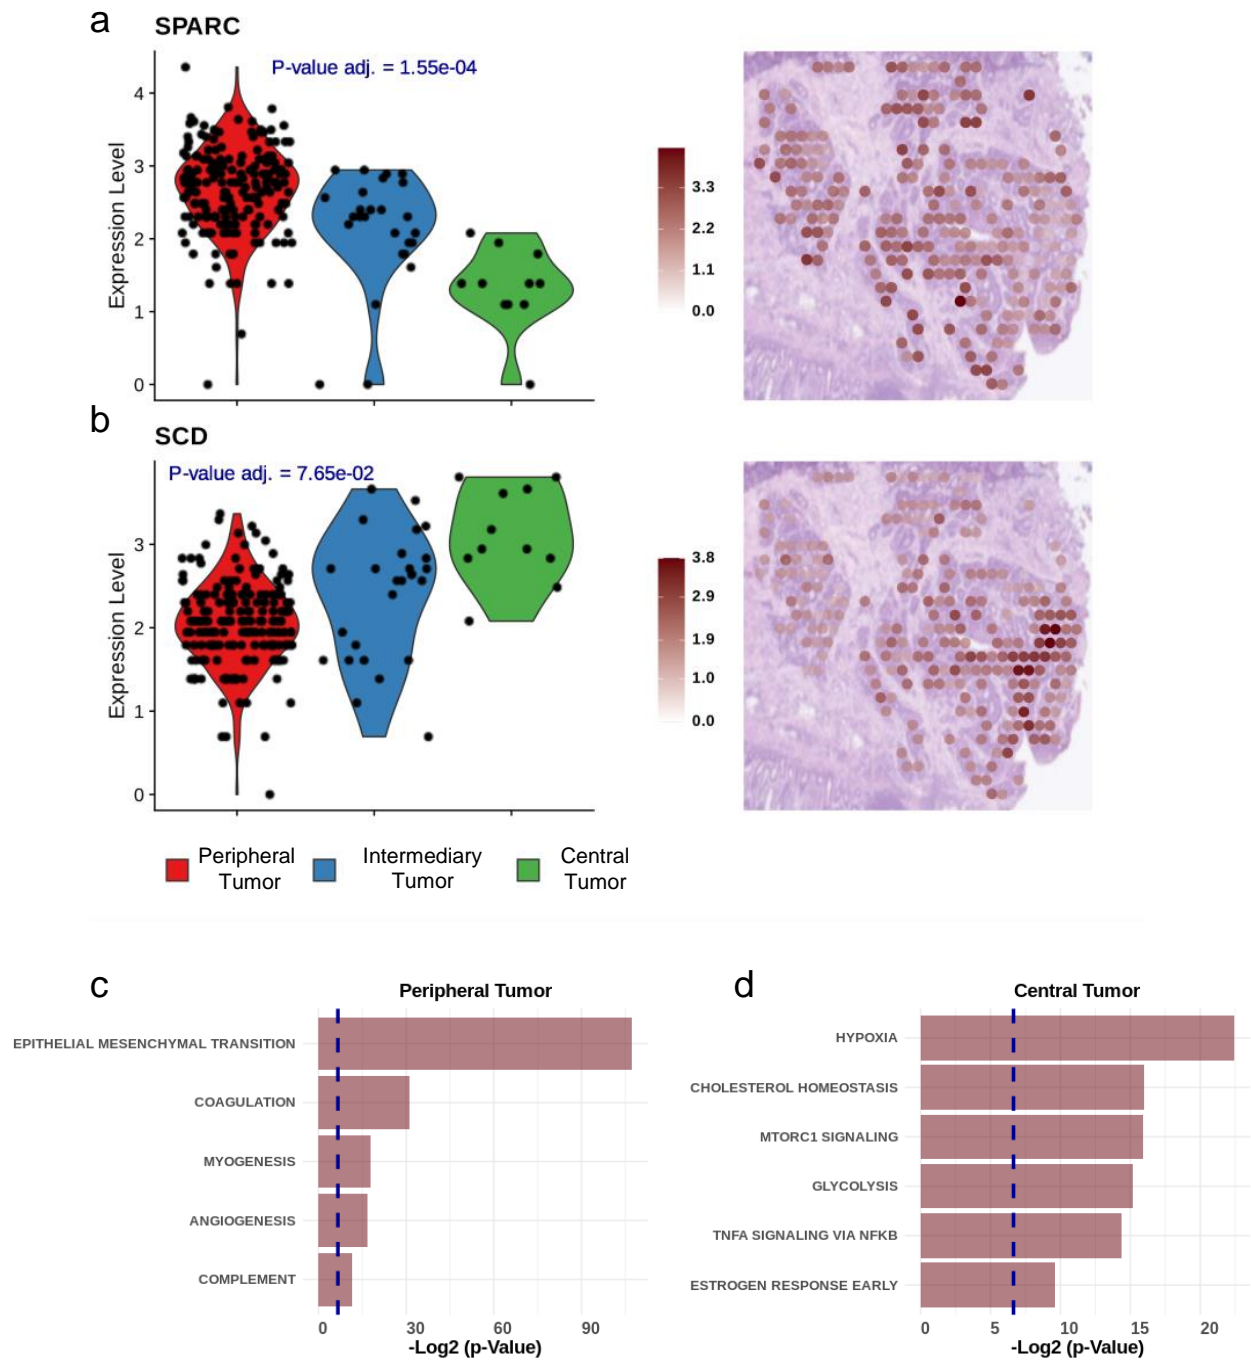 a
SPARC
P-value adj. = 1.55e-04
Expression Level
4
3
2
1
0
3.3
2.2
1.1
0.0
b
SCD
P-value adj. = 7.65e-02
Expression Level
3
2
1
0
3.8
2.9
1.9
1.0
0.0
Peripheral Tumor
Intermediary Tumor
Central Tumor
c
Peripheral Tumor
EPITHELIAL MESENCHYMAL TRANSITION
COAGULATION
MYOGENESIS
ANGIOGENESIS
COMPLEMENT
0 30 60 90
-Log2 (p-Value)
d
Central Tumor
HYPOXIA
CHOLESTEROL HOMEOSTASIS
MTORC1 SIGNALING
GLYCOLYSIS
TNFA SIGNALING VIA NFKB
ESTROGEN RESPONSE EARLY
0 5 10 15 20
-Log2 (p-Value)